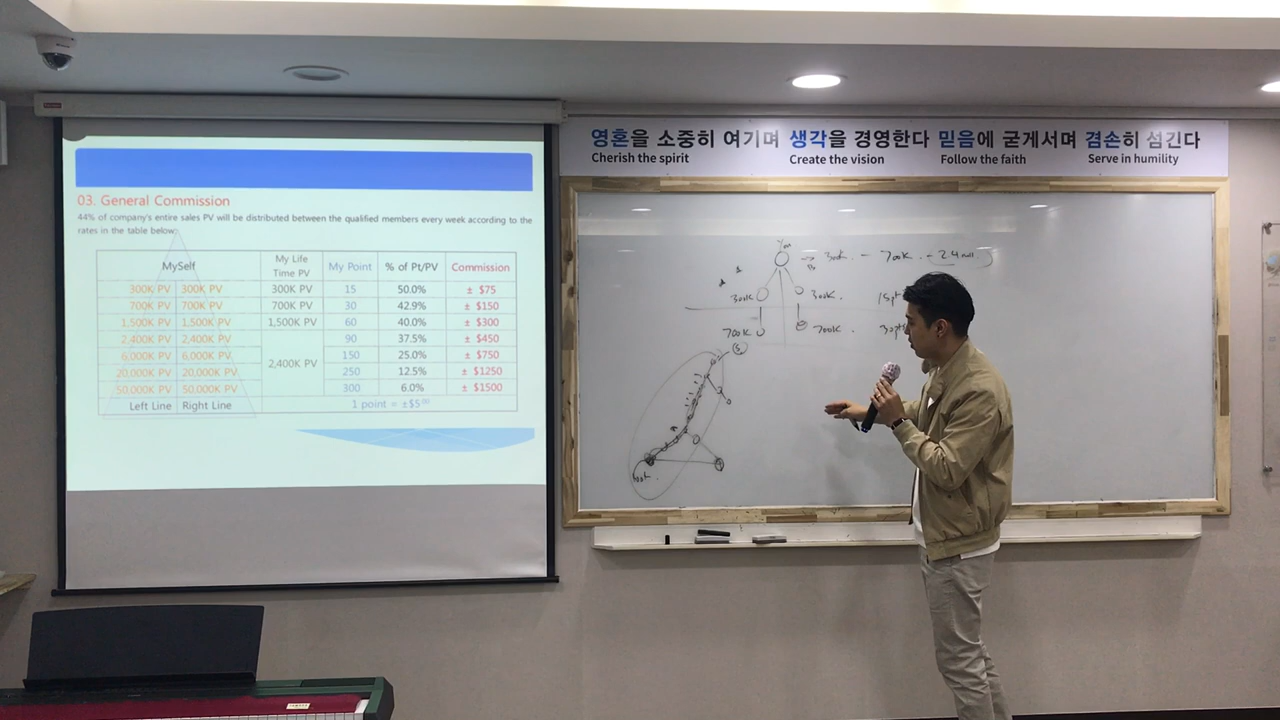 03. General Commission
44% of company's entire sales PV will be distributed between the qualified members every week according to the
rates in the table below:
MySelf My Life Time PV My Point % of Pt/PV Commission
300K PV 300K PV 300K PV 15 50.0% ± $75
700K PV 700K PV 700K PV 30 42.9% ± $150
1,500K PV 1,500K PV 1,500K PV 60 40.0% ± $300
2,400K PV 2,400K PV 90 37.5% ± $450
6,000K PV 6,000K PV 2,400K PV 150 25.0% ± $750
20,000K PV 20,000K PV 250 12.5% ± $1250
50,000K PV 50,000K PV 300 6.0% ± $1500
Left Line Right Line 1 point = ±$5.00
영혼을 소중히 여기며 생각을 경영한다 믿음에 굳게서며 겸손히 섬긴다
Cherish the spirit Create the vision Follow the faith Serve in humility
You
300k. - 700k. -
300k 300k.
700k 700k.
300k.